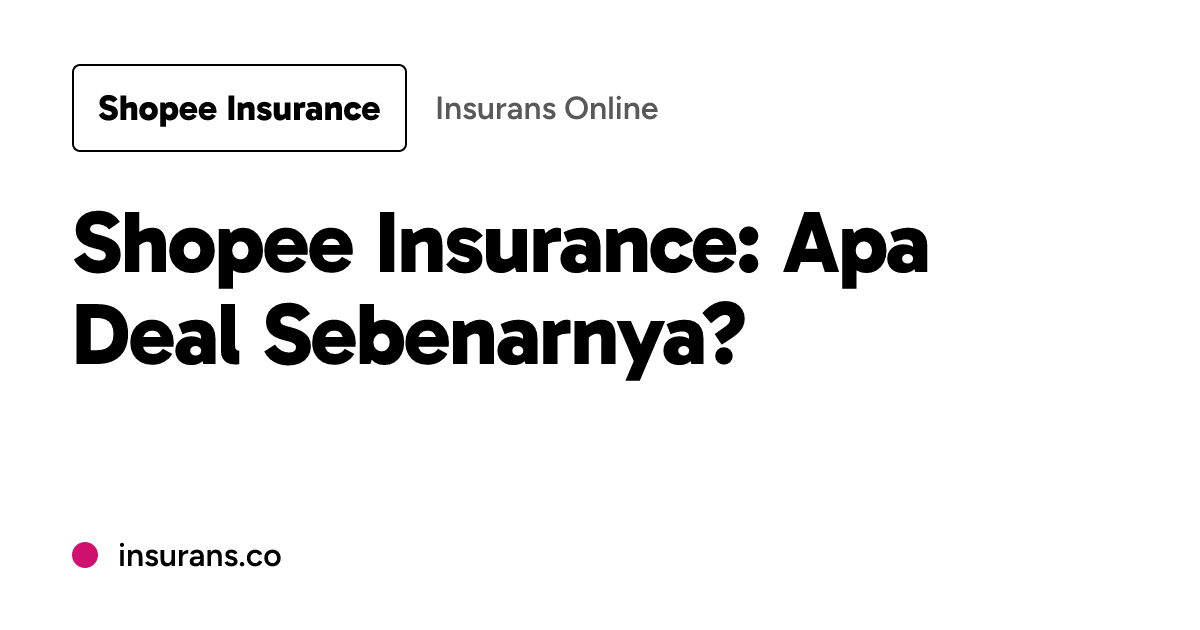 Shopee Insurance
Insurans Online
Shopee Insurance: Apa
Deal Sebenarnya?
insurans.co